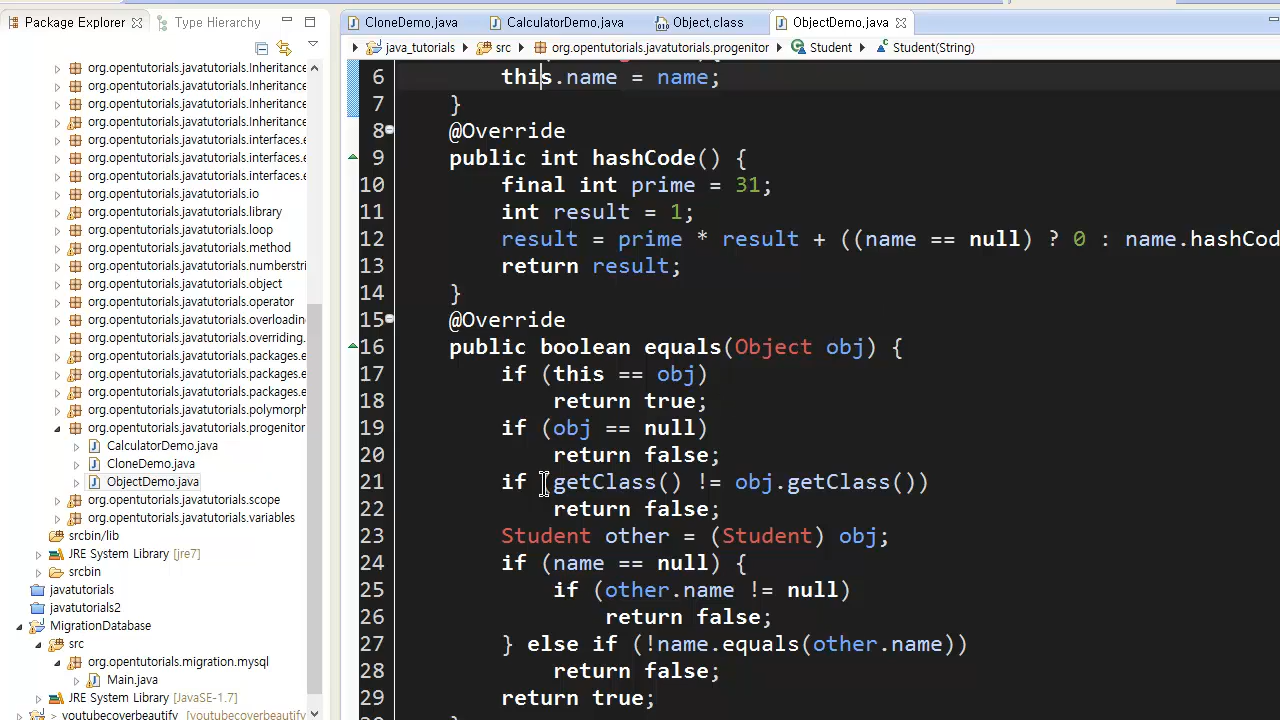 Package Explorer
Type Hierarchy
CloneDemo.java
CalculatorDemo.java
Object.class
ObjectDemo.java
java_tutorials
src
org.opentutorials.javatutorials.progenitor
Student
Student(String)
org.opentutorials.javatutorials.Inheritance
org.opentutorials.javatutorials.Inheritance
org.opentutorials.javatutorials.Inheritance
org.opentutorials.javatutorials.Inheritance
org.opentutorials.javatutorials.interfaces.e
org.opentutorials.javatutorials.interfaces.e
org.opentutorials.javatutorials.interfaces.e
org.opentutorials.javatutorials.io
org.opentutorials.javatutorials.library
org.opentutorials.javatutorials.loop
org.opentutorials.javatutorials.method
org.opentutorials.javatutorials.numberstri
org.opentutorials.javatutorials.object
org.opentutorials.javatutorials.operator
org.opentutorials.javatutorials.overloadin
org.opentutorials.javatutorials.overriding.
org.opentutorials.javatutorials.packages.e
org.opentutorials.javatutorials.packages.e
org.opentutorials.javatutorials.packages.e
org.opentutorials.javatutorials.polymorph
org.opentutorials.javatutorials.progenitor
CalculatorDemo.java
CloneDemo.java
ObjectDemo.java
org.opentutorials.javatutorials.scope
org.opentutorials.javatutorials.variables
srcbin/lib
JRE System Library [jre7]
srcbin
javatutorials
javatutorials2
MigrationDatabase
src
org.opentutorials.migration.mysql
Main.java
JRE System Library [JavaSE-1.7]
> youtubecoverbeautify [youtubecoverbeautify
6 this.name = name;
7 }
8 @Override
9 public int hashCode() {
10 final int prime = 31;
11 int result = 1;
12 result = prime * result + ((name == null) ? 0 : name.hashCod
13 return result;
14 }
15 @Override
16 public boolean equals(Object obj) {
17 if (this == obj)
18 return true;
19 if (obj == null)
20 return false;
21 if (getClass() != obj.getClass())
22 return false;
23 Student other = (Student) obj;
24 if (name == null) {
25 if (other.name != null)
26 return false;
27 } else if (!name.equals(other.name))
28 return false;
29 return true;